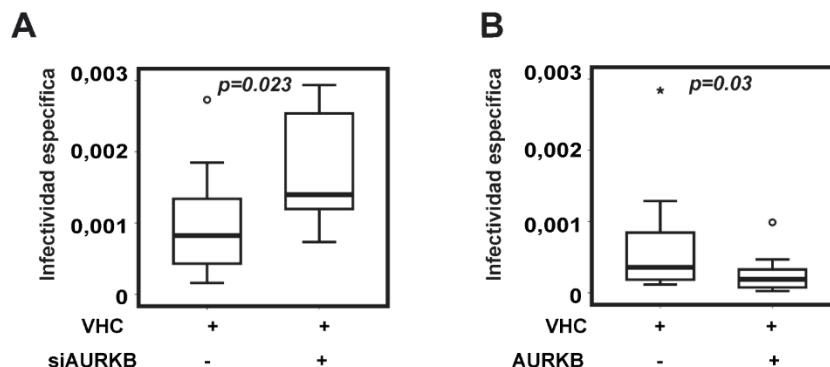 A
Infectividad específica
0,003
0,002
0,001
0
p=0.023
VHC + +
siAURKB - +
B
Infectividad específica
0,003
0,002
0,001
0
p=0.03
*
VHC + +
AURKB - +